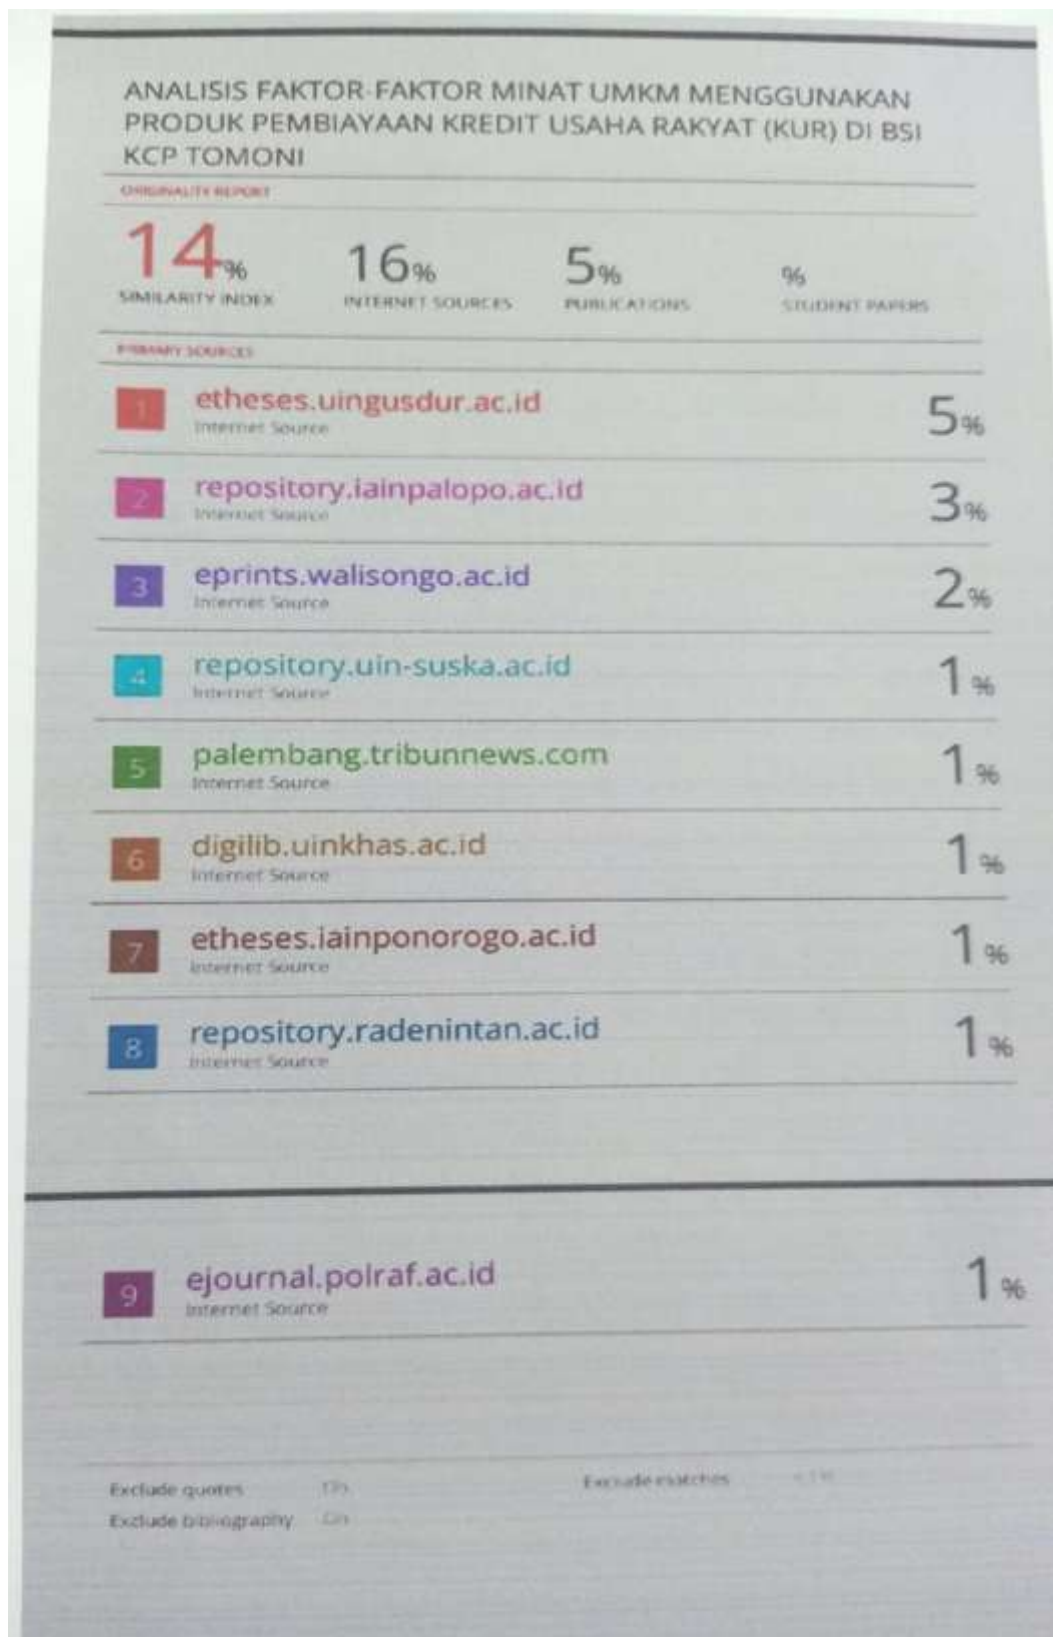 ANALISIS FAKTOR-FAKTOR MINAT UMKM MENGGUNAKAN
PRODUK PEMBIAYAAN KREDIT USAHA RAKYAT (KUR) DI BSI
KCP TOMONI
ORIGINALITY REPORT
14% 16% 5% %
SIMILARITY INDEX INTERNET SOURCES PUBLICATIONS STUDENT PAPERS
PRIMARY SOURCES
1 etheses.uingusdur.ac.id 5%
Internet Source
2 repository.iainpalopo.ac.id 3%
Internet Source
3 eprints.walisongo.ac.id 2%
Internet Source
4 repository.uin-suska.ac.id 1%
Internet Source
5 palembang.tribunnews.com 1%
Internet Source
6 digilib.uinkhas.ac.id 1%
Internet Source
7 etheses.iainponorogo.ac.id 1%
Internet Source
8 repository.radenintan.ac.id 1%
Internet Source
9 ejournal.polraf.ac.id 1%
Internet Source
Exclude quotes On Exclude matches < 1%
Exclude bibliography On